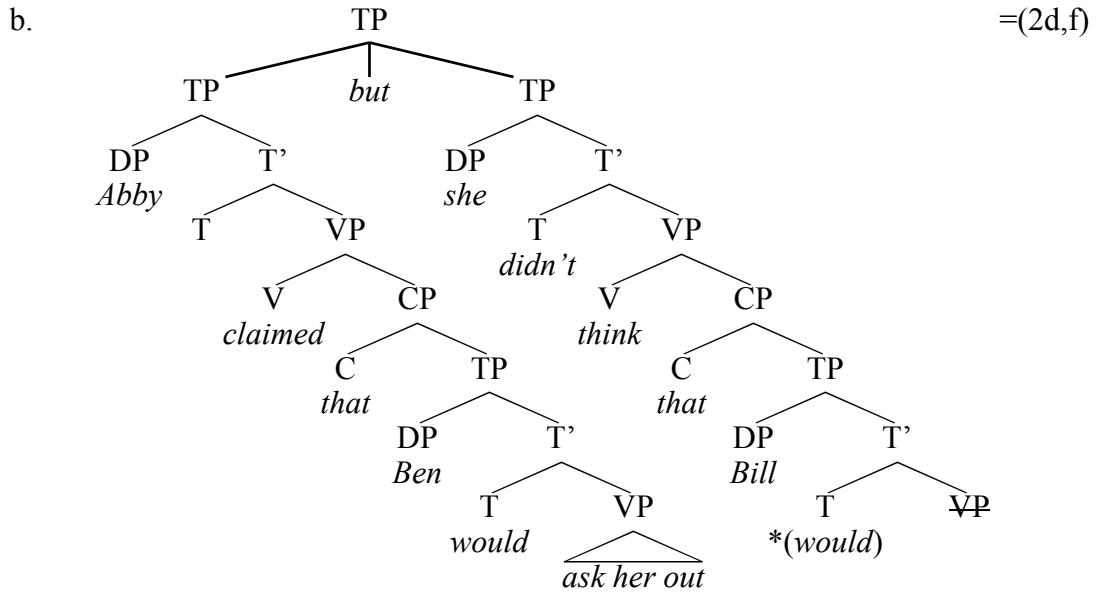 b. TP =(2d,f)
TP but TP
DP T’ DP T’
Abby she
T VP T VP
didn’t
V CP V CP
claimed think
C TP C TP
that that
DP T’ DP T’
Ben Bill
T VP T VP
would *(would)
ask her out